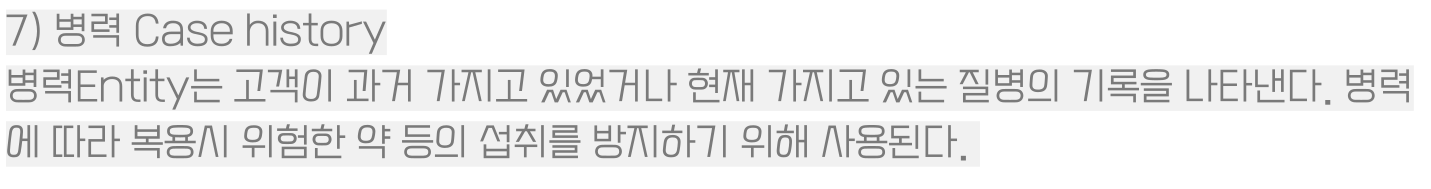 7) 병력 Case history
병력Entity는 고객이 과거 가지고 있었거나 현재 가지고 있는 질병의 기록을 나타낸다. 병력
에 따라 복용시 위험한 약 등의 섭취를 방지하기 위해 사용된다.